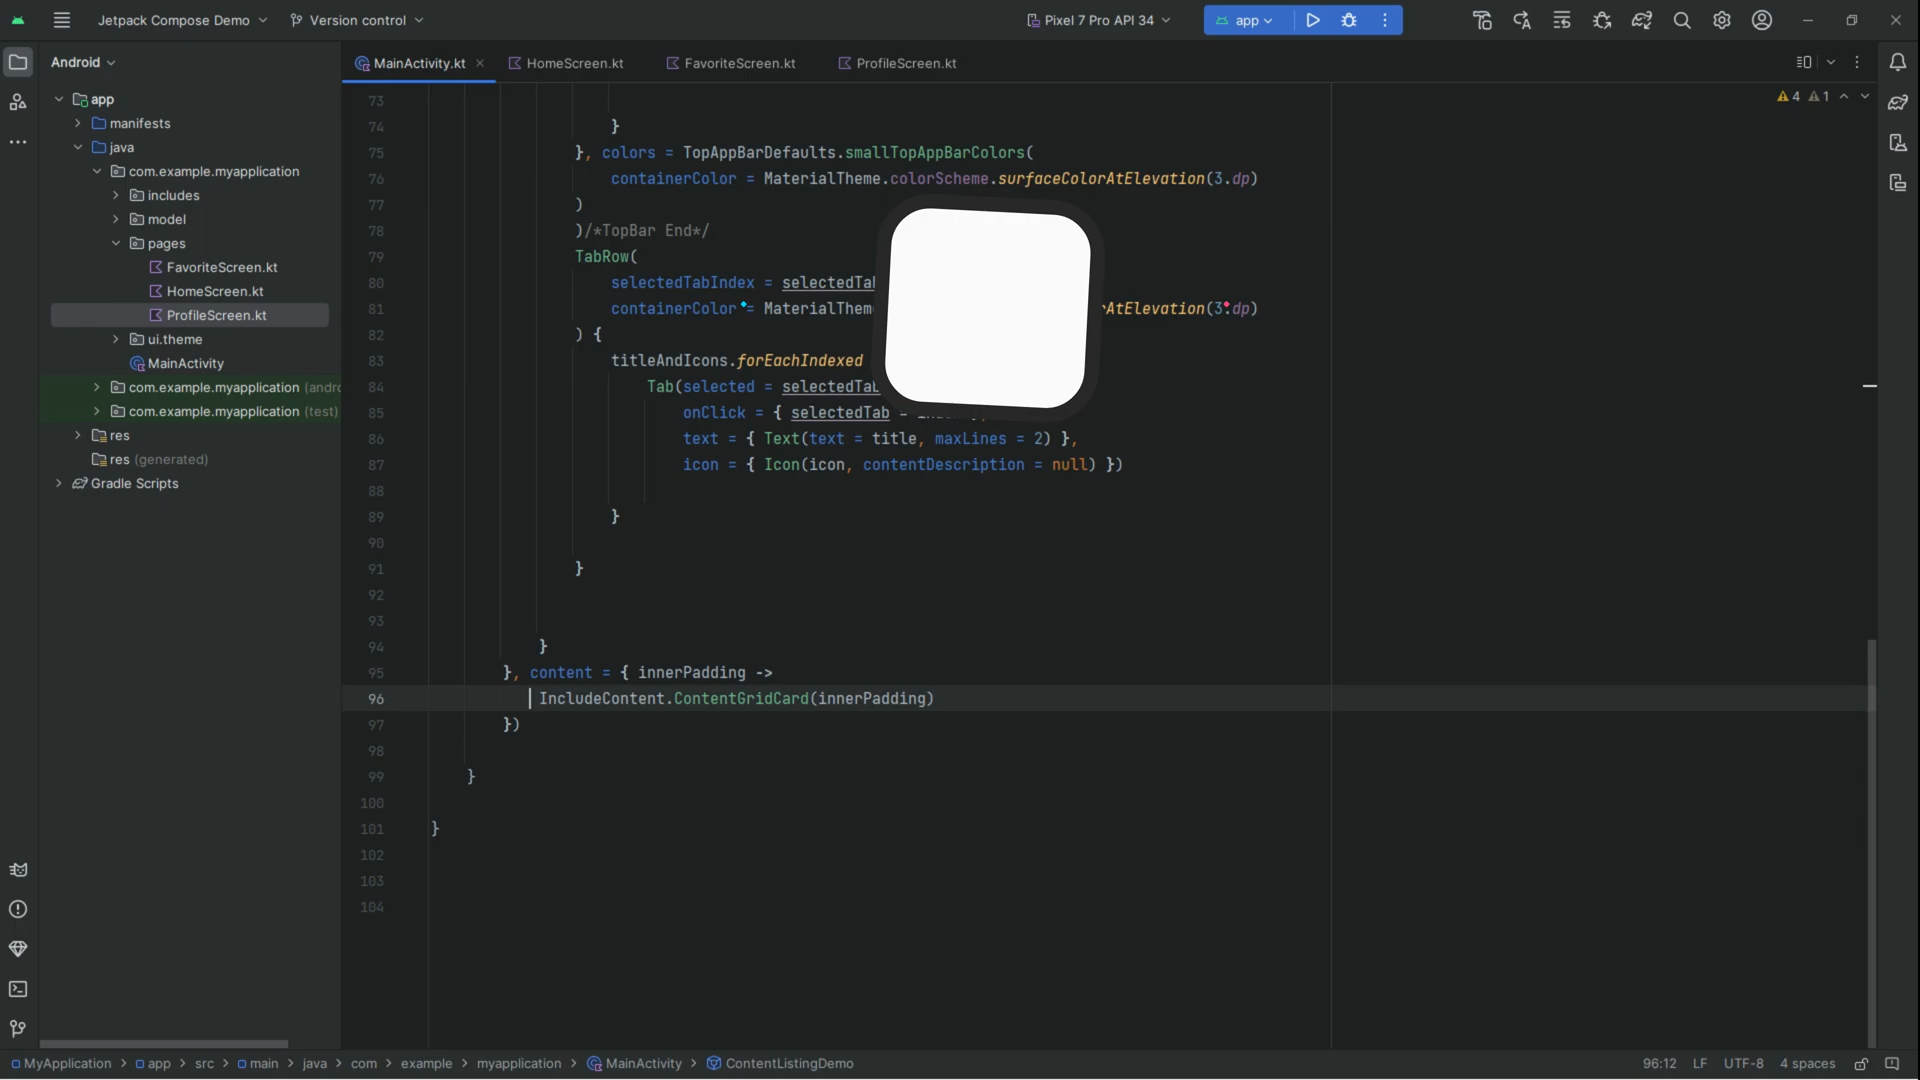 Jetpack Compose Demo
Version control
Pixel 7 Pro API 34
app
Android
MainActivity.kt
HomeScreen.kt
FavoriteScreen.kt
ProfileScreen.kt
4
1
app
manifests
java
com.example.myapplication
includes
model
pages
FavoriteScreen.kt
HomeScreen.kt
ProfileScreen.kt
ui.theme
MainActivity
com.example.myapplication
com.example.myapplication (test)
res
res (generated)
Gradle Scripts
73
74 }
75 }, colors = TopAppBarDefaults.smallTopAppBarColors(
76 containerColor = MaterialTheme.colorScheme.surfaceColorAtElevation(3.dp)
77 )
78 )/*TopBar End*/
79 TabRow(
80 selectedTabIndex = selectedTab
81 containerColor = MaterialTheme AtElevation(3.dp)
82 ) {
83 titleAndIcons.forEachIndexed
84 Tab(selected = selectedTab
85 onClick = { selectedTab =
86 text = { Text(text = title, maxLines = 2) },
87 icon = { Icon(icon, contentDescription = null) })
88
89 }
90
91 }
92
93
94 }
95 }, content = { innerPadding ->
96 IncludeContent.ContentGridCard(innerPadding)
97 })
98
99 }
100
101 }
102
103
104
MyApplication > app > src > main > java > com > example > myapplication > MainActivity > ContentListingDemo
96:12 LF UTF-8 4 spaces